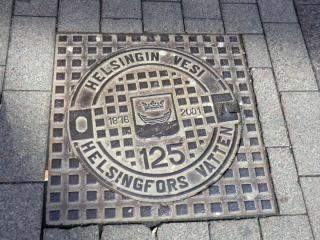 HELSINGIN VESI
1876 2001
125
HELSINGFORS VATTEN